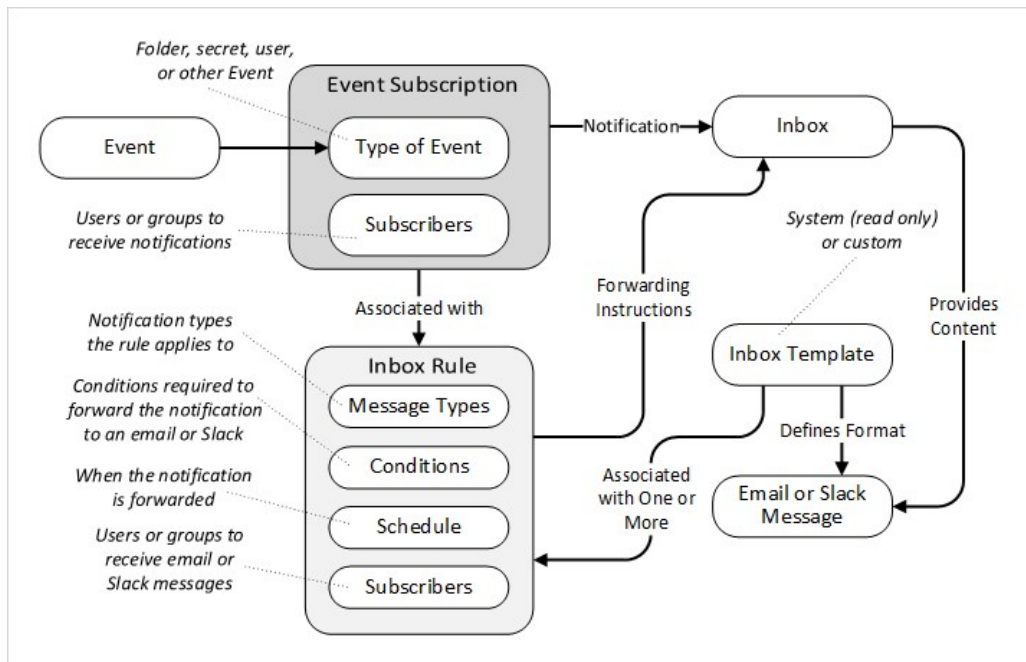 Folder, secret, user,
or other Event
Event Subscription
Event
Type of Event
Notification
Inbox
Users or groups to
receive notifications
Subscribers
System (read only)
or custom
Associated with
Forwarding
Instructions
Provides
Content
Notification types
the rule applies to
Inbox Rule
Inbox Template
Message Types
Conditions required to
forward the notification
to an email or Slack
Defines Format
Conditions
Associated
with One or
More
When the notification
is forwarded
Email or Slack
Message
Schedule
Users or groups to
receive email or
Slack messages
Subscribers